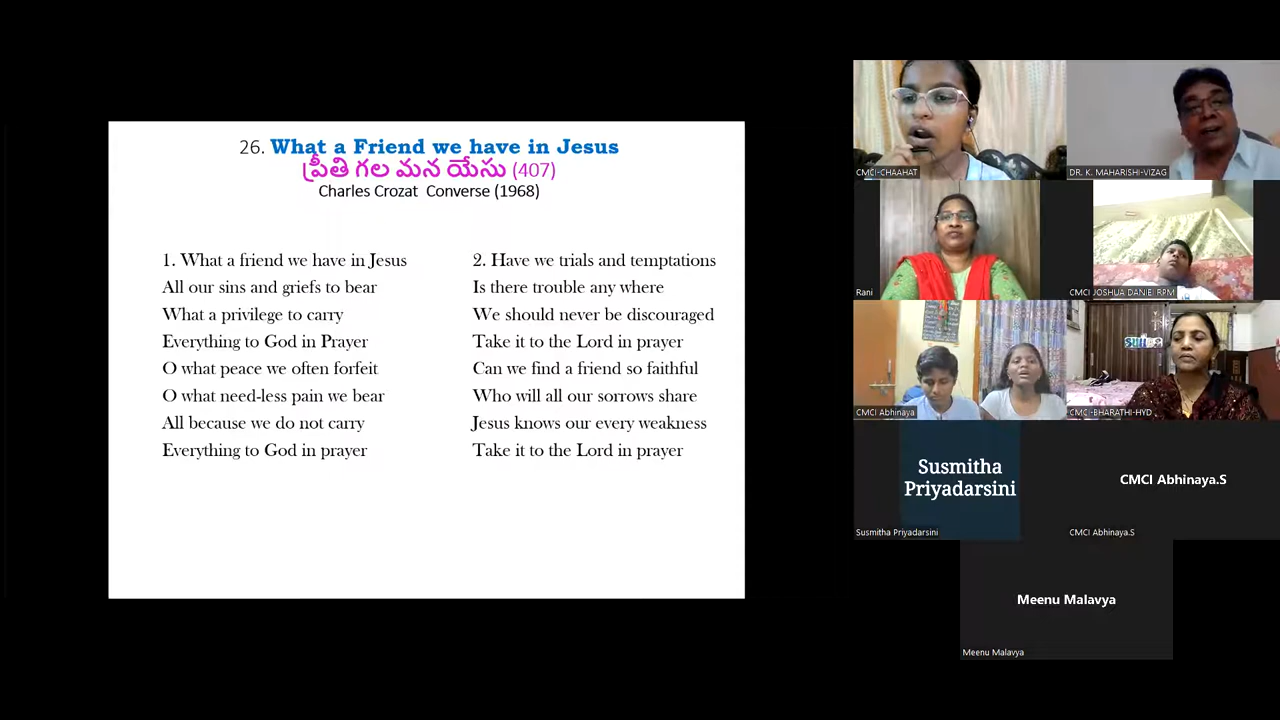 26. What a Friend we have in Jesus
ప్రీతి గల మన యేసు (407)
Charles Crozat Converse (1968)
1. What a friend we have in Jesus
All our sins and griefs to bear
What a privilege to carry
Everything to God in Prayer
O what peace we often forfeit
O what need-less pain we bear
All because we do not carry
Everything to God in prayer
2. Have we trials and temptations
Is there trouble any where
We should never be discouraged
Take it to the Lord in prayer
Can we find a friend so faithful
Who will all our sorrows share
Jesus knows our every weakness
Take it to the Lord in prayer
CMCI-CHAAHAT
DR. K. MAHARISHI-VIZAG
Rani
CMCI JOSHUA DANIEl RPM
CMCI Abhinaya
CMCI-BHARATHI-HYD
Susmitha
Priyadarsini
Susmitha Priyadarsini
CMCI Abhinaya.S
CMCI Abhinaya.S
Meenu Malavya
Meenu Malavya